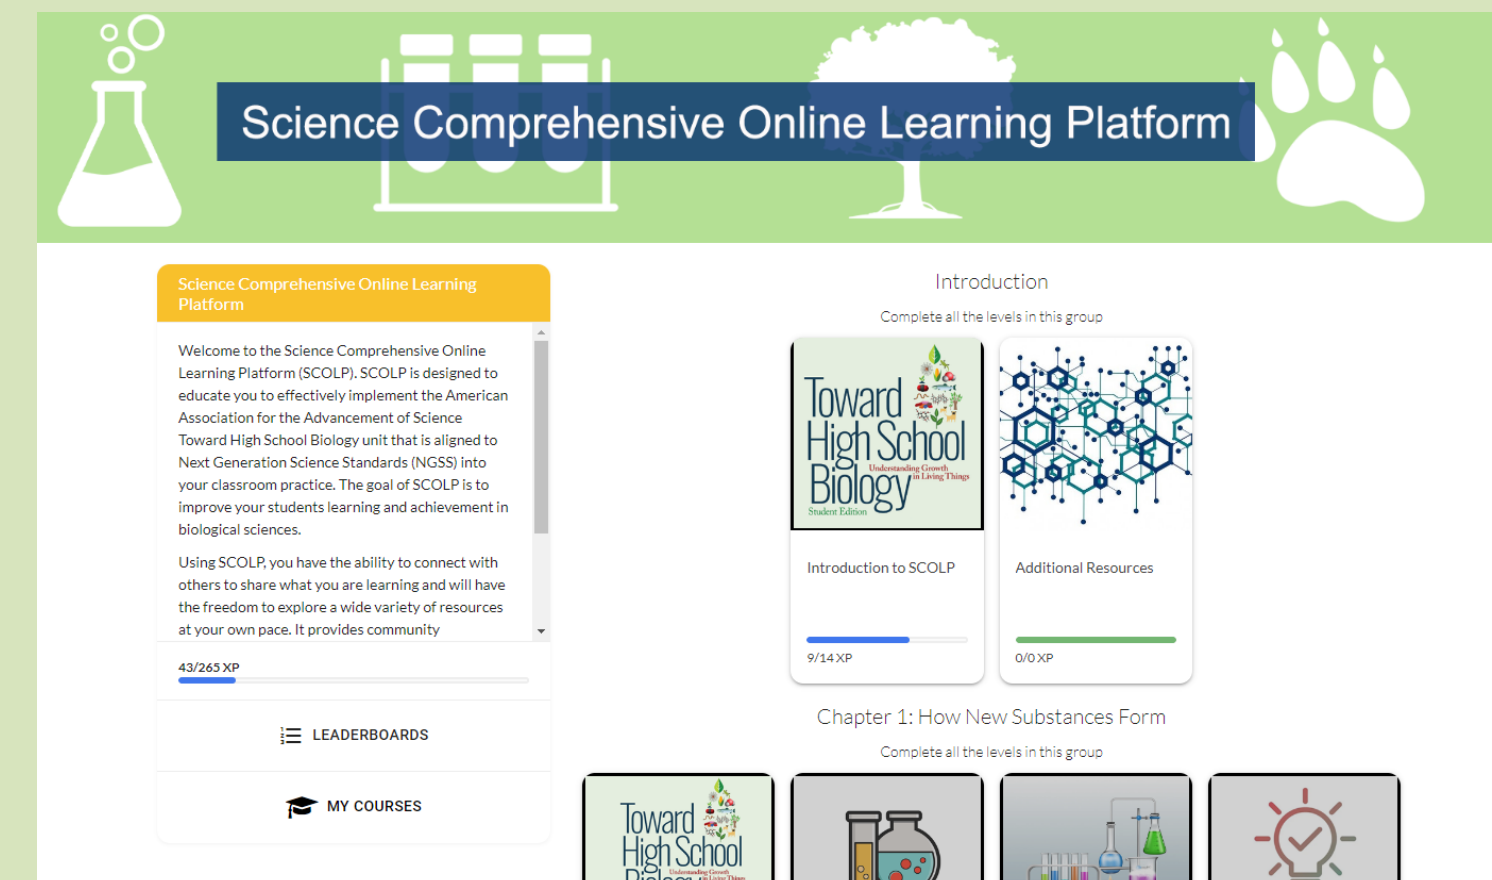 Science Comprehensive Online Learning Platform
Science Comprehensive Online Learning
Platform
Welcome to the Science Comprehensive Online
Learning Platform (SCOLP). SCOLP is designed to
educate you to effectively implement the American
Association for the Advancement of Science
Toward High School Biology unit that is aligned to
Next Generation Science Standards (NGSS) into
your classroom practice. The goal of SCOLP is to
improve your students learning and achievement in
biological sciences.
Using SCOLP, you have the ability to connect with
others to share what you are learning and will have
the freedom to explore a wide variety of resources
at your own pace. It provides community
43/265 XP
LEADERBOARDS
MY COURSES
Introduction
Complete all the levels in this group
Toward
High School
Biology
Understanding Growth
in Living Things
Student Edition
Introduction to SCOLP
9/14 XP
Additional Resources
0/0 XP
Chapter 1: How New Substances Form
Complete all the levels in this group
Toward
High School
Biology
Understanding Growth
in Living Things